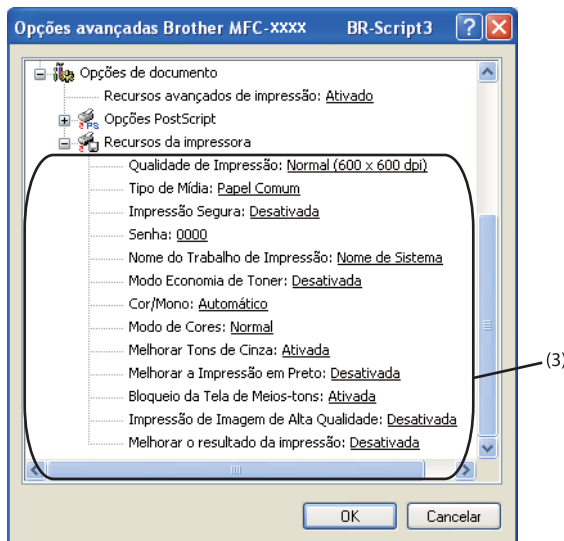 Opções avançadas Brother MFC-xxxx BR-Script3
Opções de documento
Recursos avançados de impressão: Ativado
Opções PostScript
Recursos da impressora
Qualidade de Impressão: Normal (600 x 600 dpi)
Tipo de Mídia: Papel Comum
Impressão Segura: Desativada
Senha: 0000
Nome do Trabalho de Impressão: Nome de Sistema
Modo Economia de Toner: Desativada
Cor/Mono: Automático
Modo de Cores: Normal
Melhorar Tons de Cinza: Ativada
Melhorar a Impressão em Preto: Desativada
Bloqueio da Tela de Meios-tons: Ativada
Impressão de Imagem de Alta Qualidade: Desativada
Melhorar o resultado da impressão: Desativada
(3)
OK Cancelar